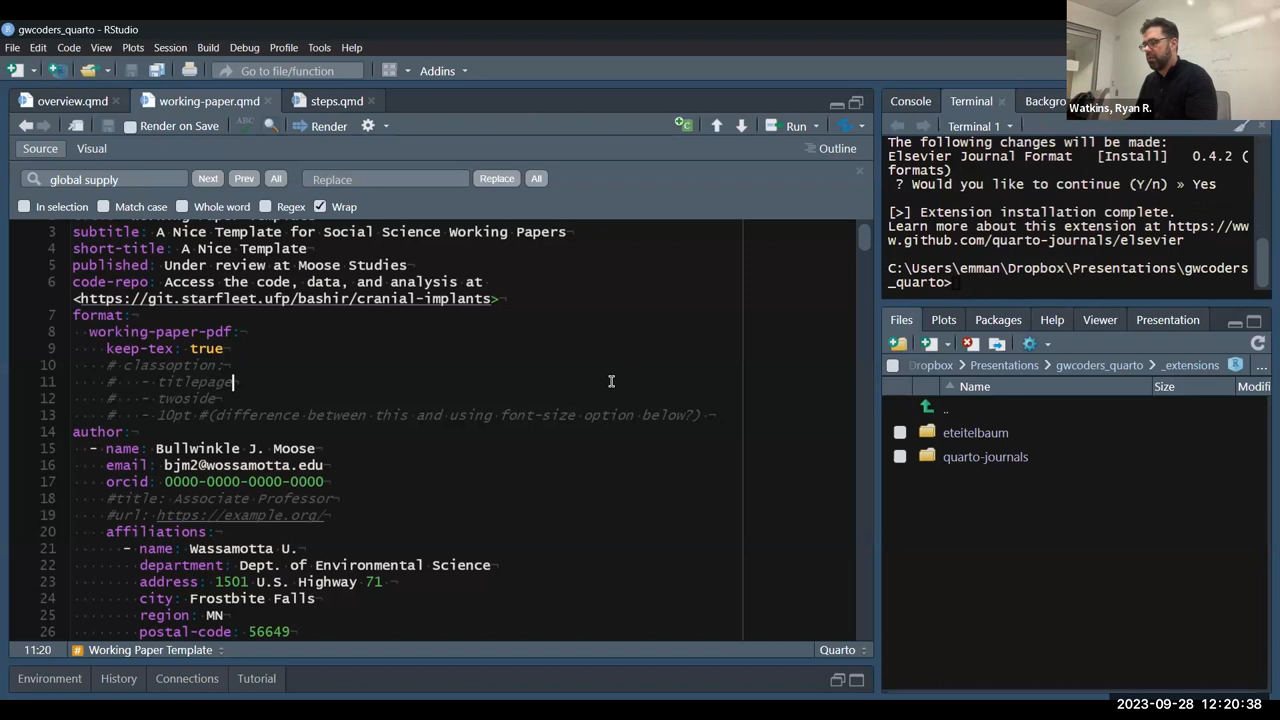 gwcoders_quarto - RStudio
File Edit Code View Plots Session Build Debug Profile Tools Help
Go to file/function Addins
Watkins, Ryan R.
overview.qmd working-paper.qmd steps.qmd
Render on Save ABC Render Run
Source Visual Outline
global supply Next Prev All Replace Replace All
In selection Match case Whole word Regex Wrap
3 subtitle: A Nice Template for Social Science Working Papers
4 short-title: A Nice Template
5 published: Under review at Moose Studies
6 code-repo: Access the code, data, and analysis at
<https://git.starfleet.ufp/bashir/cranial-implants>
7 format:
8 working-paper-pdf:
9 keep-tex: true
10 # classoption:
11 # - titlepage
12 # - twoside
13 # - 10pt #(difference between this and using font-size option below?)
14 author:
15 - name: Bullwinkle J. Moose
16 email: bjm2@wossamotta.edu
17 orcid: 0000-0000-0000-0000
18 #title: Associate Professor
19 #url: https://example.org/
20 affiliations:
21 - name: Wassamotta U.
22 department: Dept. of Environmental Science
23 address: 1501 U.S. Highway 71
24 city: Frostbite Falls
25 region: MN
26 postal-code: 56649
11:20 # Working Paper Template Quarto
Environment History Connections Tutorial
Console Terminal Backgro
Terminal 1
The following changes will be made:
Elsevier Journal Format [Install] 0.4.2 (
formats)
? Would you like to continue (Y/n) » Yes
[>] Extension installation complete.
Learn more about this extension at https://ww
w.github.com/quarto-journals/elsevier
C:\Users\emman\Dropbox\Presentations\gwcoders
_quarto>
Files Plots Packages Help Viewer Presentation
Dropbox Presentations gwcoders_quarto _extensions ...
Name Size Modifi
..
eteitelbaum
quarto-journals
2023-09-28 12:20:38